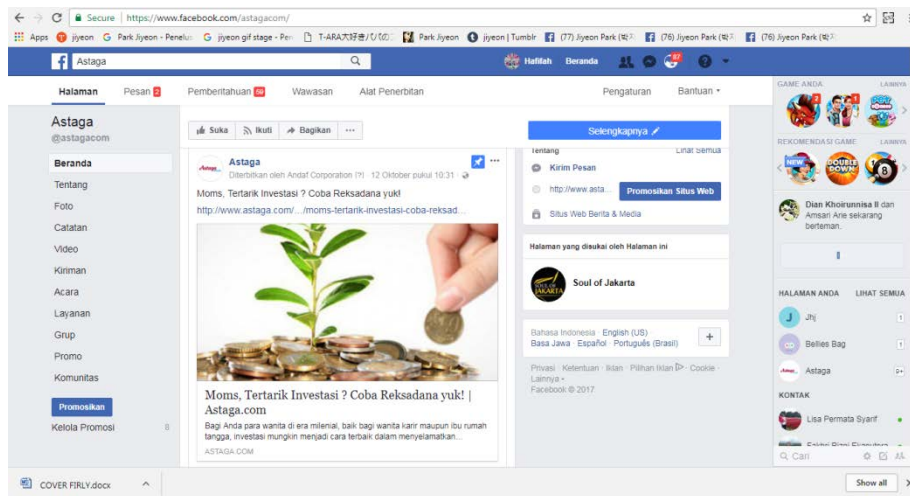 Secure | https://www.facebook.com/astagacom/
Apps
jiyeon
Park Jiyeon - Penelus
jiyeon gif stage - Pen
Park Jiyeon
jiyeon | Tumblr
(77) Jiyeon Park
(76) Jiyeon Park
(76) Jiyeon Park
Astaga
Hafilah
Beranda
87
Halaman
Pesan 2
Pemberitahuan
Wawasan
Alat Penerbitan
Pengaturan
Bantuan
Astaga
@astagacom
Beranda
Tentang
Foto
Catatan
Video
Kiriman
Acara
Layanan
Grup
Promo
Komunitas
Promosikan
Kelola Promosi 8
Suka
Ikuti
Bagikan
Astaga
Diterbitkan oleh Andaf Corporation [?] · 12 Oktober pukul 10:31 ·
Moms, Tertarik Investasi ? Coba Reksadana yuk!
http://www.astaga.com/.../moms-tertarik-investasi-coba-reksad...
Moms, Tertarik Investasi ? Coba Reksadana yuk! |
Astaga.com
Bagi Anda para wanita di era milenial, baik bagi wanita karir maupun ibu rumah
tangga, investasi mungkin menjadi cara terbaik dalam menyelamatkan...
ASTAGA.COM
Selengkapnya
Tentang
Lihat Semua
Kirim Pesan
http://www.asta...
Promosikan Situs Web
Situs Web Berita & Media
Halaman yang disukai oleh Halaman ini
SOUL OF
JAKARTA
Soul of Jakarta
Bahasa Indonesia · English (US) ·
Basa Jawa · Español · Português (Brasil)
Privasi · Ketentuan · Iklan · Pilihan Iklan · Cookie ·
Lainnya
Facebook © 2017
GAME ANDA
LAINNYA
REKOMENDASI GAME
LAINNYA
NEW
DOUBLE
DOWN
8
Dian Khoirunnisa II dan
Amsari Arie sekarang
berteman.
HALAMAN ANDA
LIHAT SEMUA
J
Jhj
1
Bellies Bag
1
Astaga
9+
KONTAK
Lisa Permata Syarif
Cari
COVER FIRLY.docx
Show all